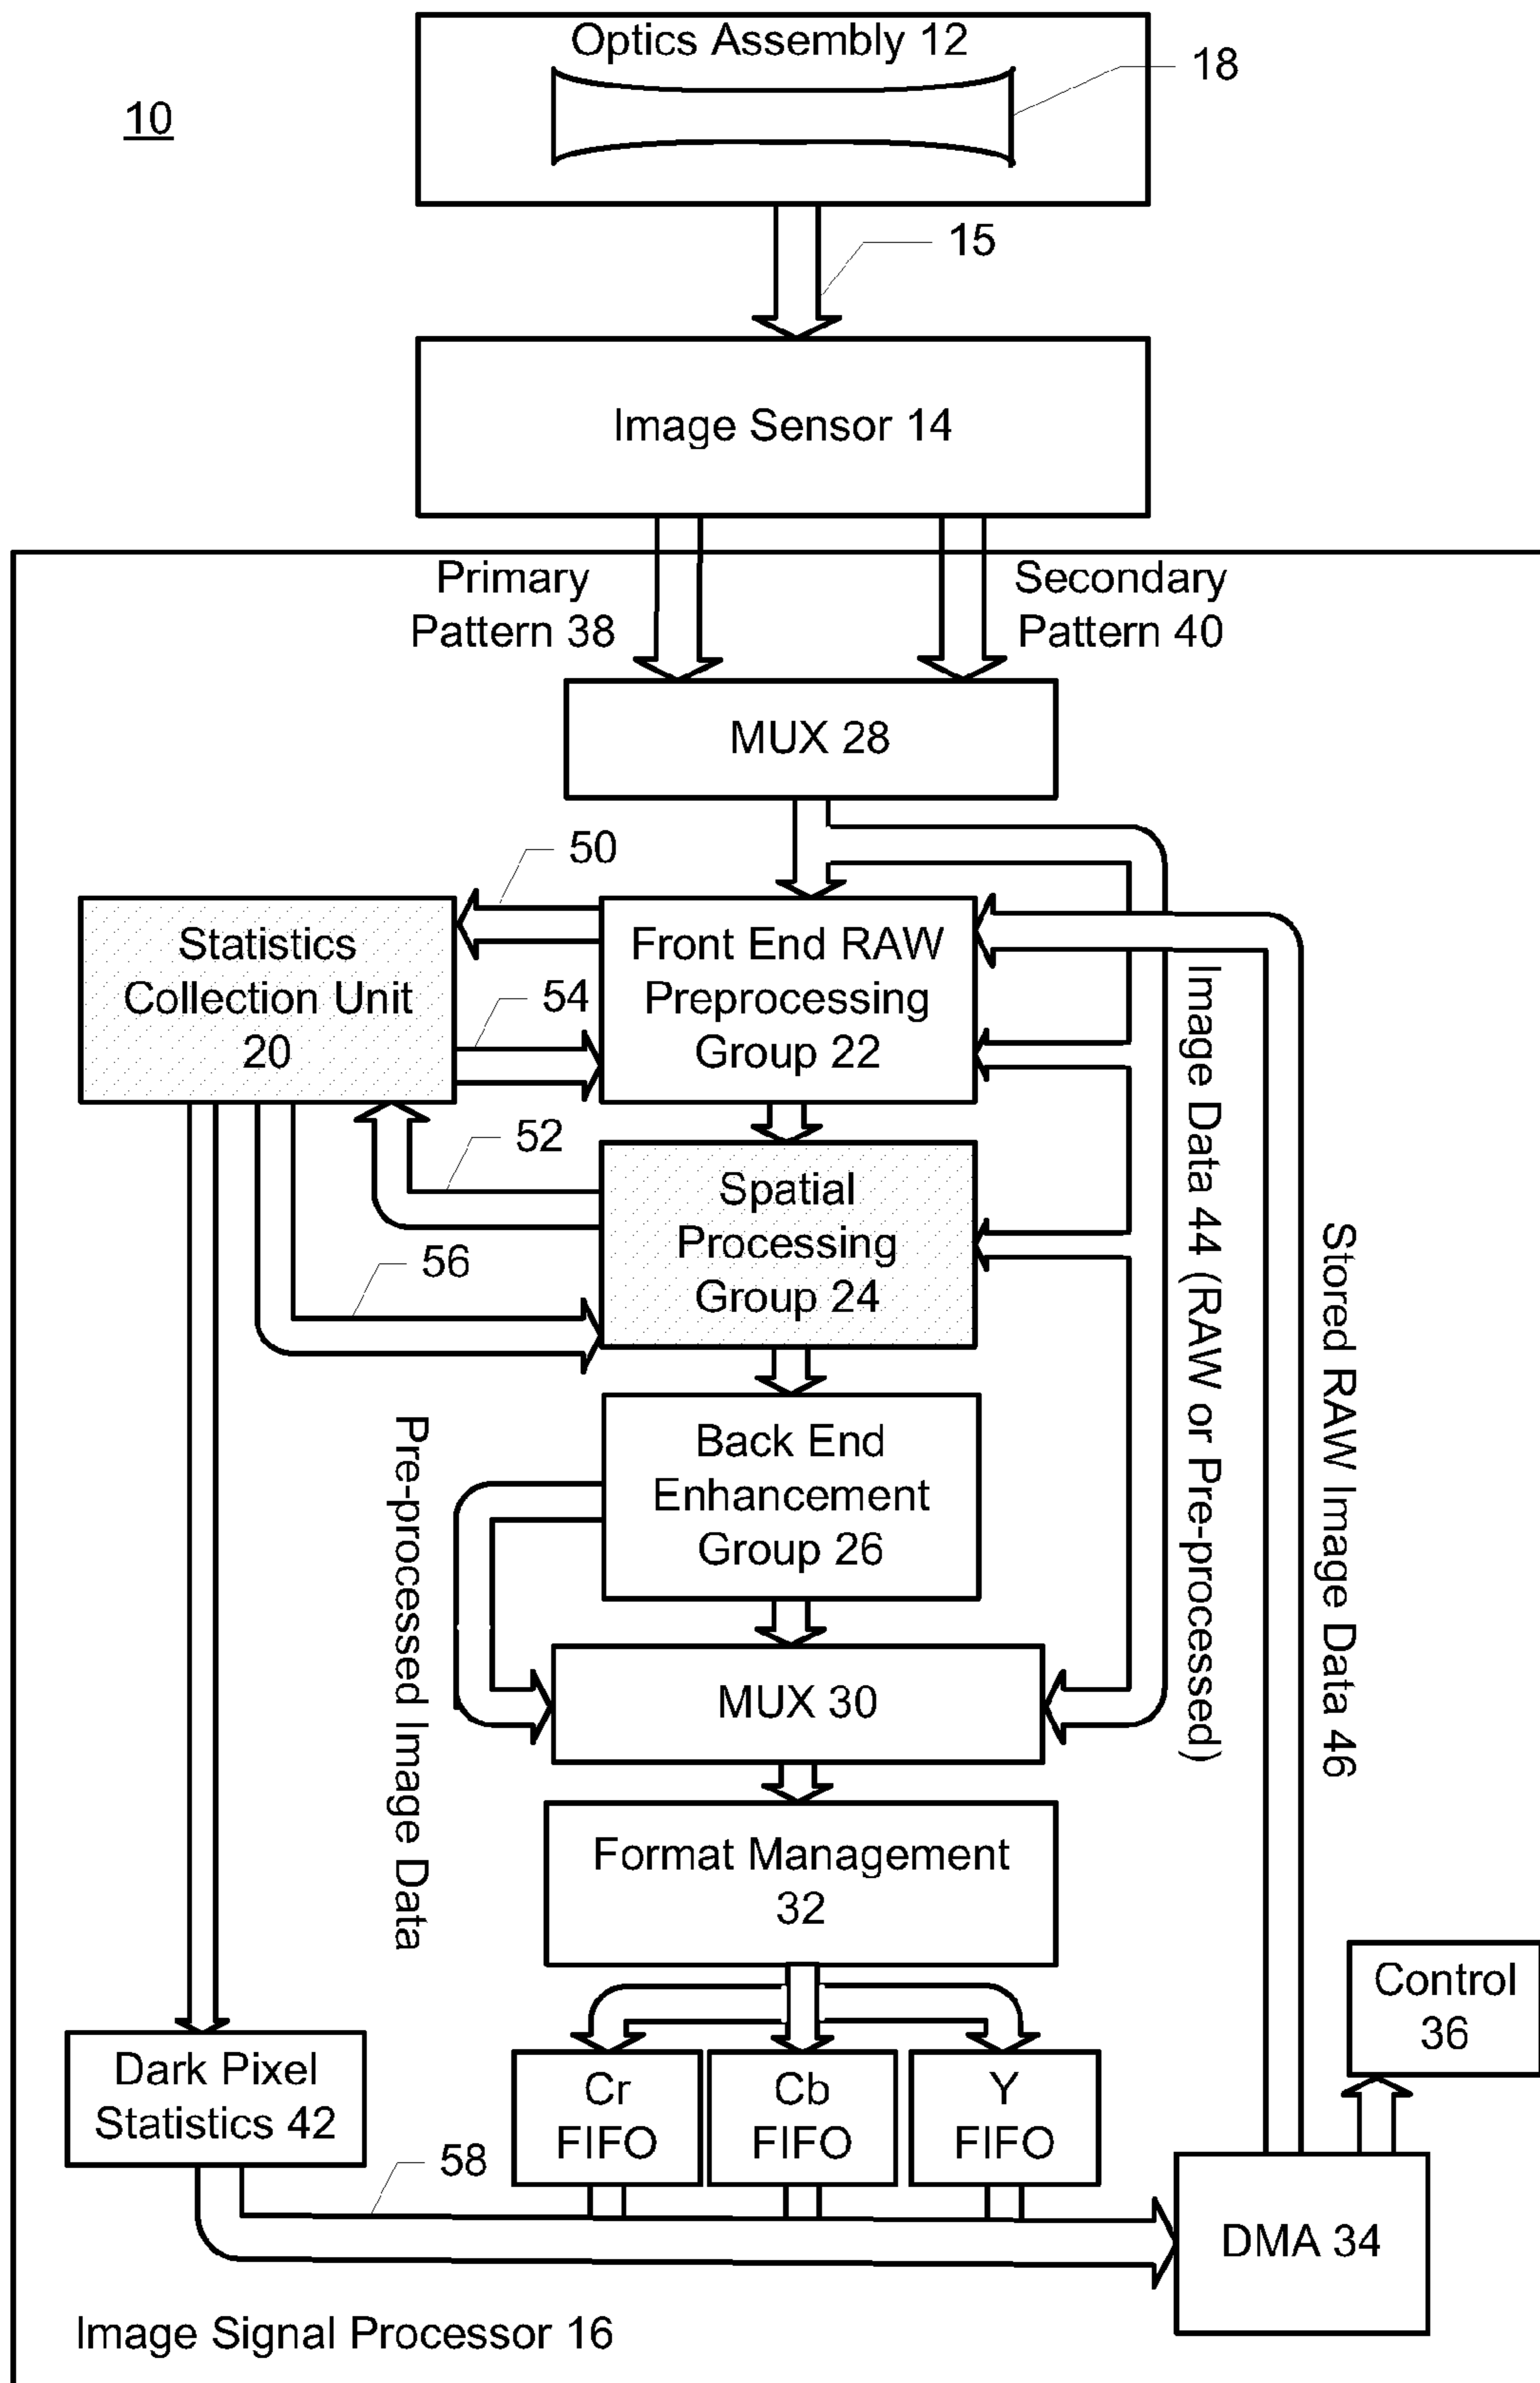 Optics Assembly 12
18
10
15
Image Sensor 14
Primary
Pattern 38
Secondary
Pattern 40
MUX 28
50
Statistics
Collection Unit
20
54
Front End RAW
Preprocessing
Group 22
52
Spatial
Processing
Group 24
56
Image Data 44 (RAW or Pre-processed)
Stored RAW Image Data 46
Back End
Enhancement
Group 26
Pre-processed Image Data
MUX 30
Format Management
32
Control
36
Dark Pixel
Statistics 42
Cr
FIFO
Cb
FIFO
Y
FIFO
58
DMA 34
Image Signal Processor 16